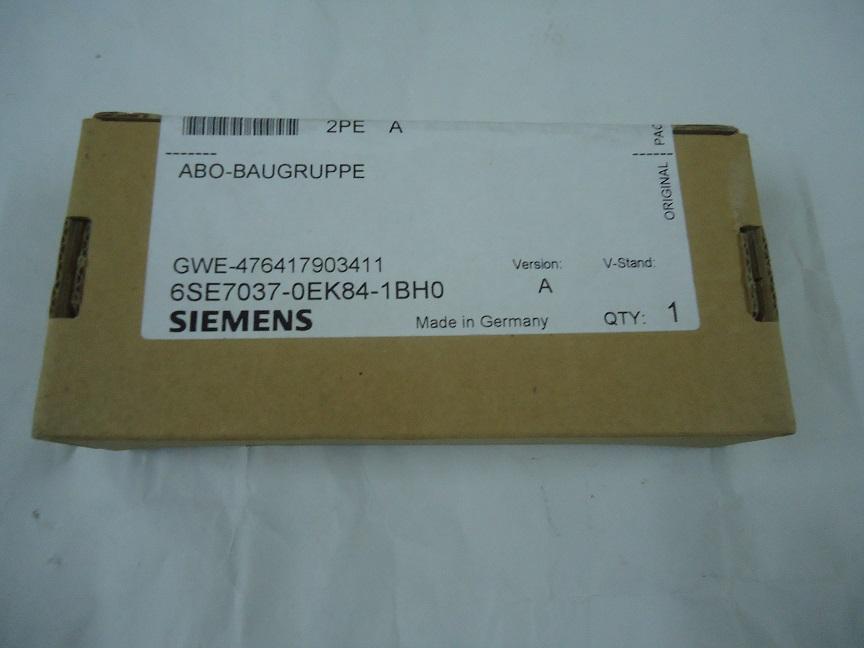 2PE A
ABO-BAUGRUPPE
GWE-476417903411
6SE7037-0EK84-1BH0
SIEMENS
Made in Germany
Version:
A
V-Stand:
QTY: 1
ORIGINAL